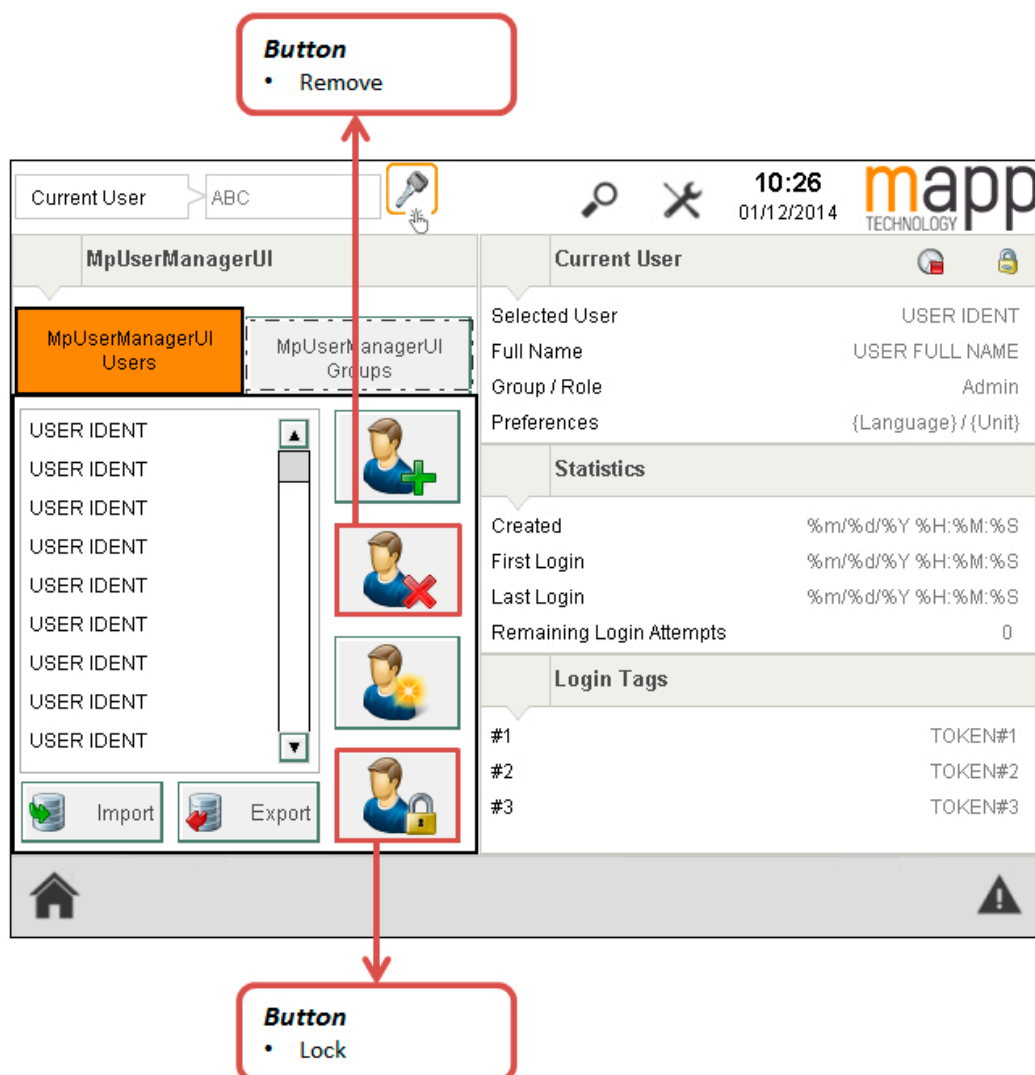 Button
• Remove
Current User
ABC
10:26
01/12/2014
mapp
TECHNOLOGY
MpUserManagerUI
MpUserManagerUI
Users
MpUserManagerUI
Groups
USER IDENT
USER IDENT
USER IDENT
USER IDENT
USER IDENT
USER IDENT
USER IDENT
USER IDENT
USER IDENT
Import
Export
Current User
Selected User USER IDENT
Full Name USER FULL NAME
Group / Role Admin
Preferences {Language} / {Unit}
Statistics
Created %m/%d/%Y %H:%M:%S
First Login %m/%d/%Y %H:%M:%S
Last Login %m/%d/%Y %H:%M:%S
Remaining Login Attempts 0
Login Tags
#1 TOKEN#1
#2 TOKEN#2
#3 TOKEN#3
Button
• Lock